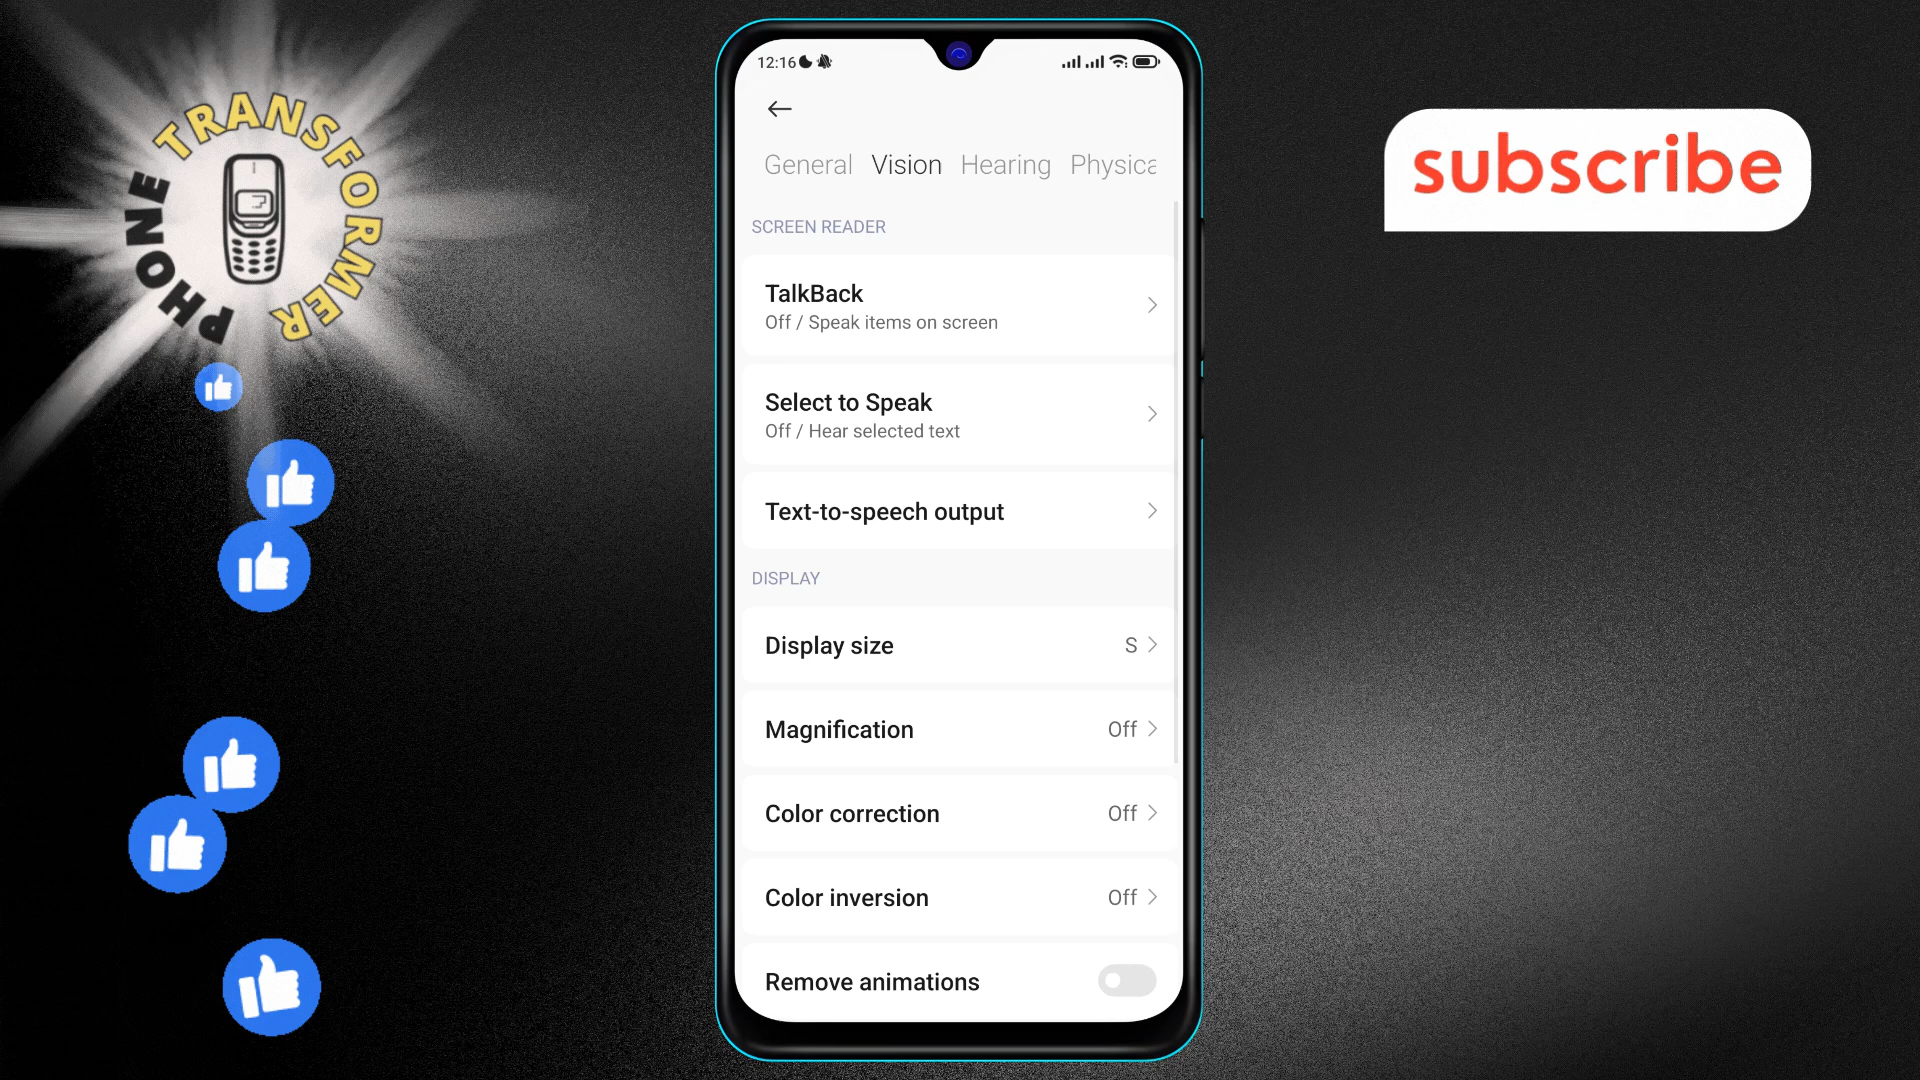 PHONE TRANSFORMER
12:16
General Vision Hearing Physica
SCREEN READER
TalkBack
Off / Speak items on screen
Select to Speak
Off / Hear selected text
Text-to-speech output
DISPLAY
Display size S
Magnification Off
Color correction Off
Color inversion Off
Remove animations
subscribe